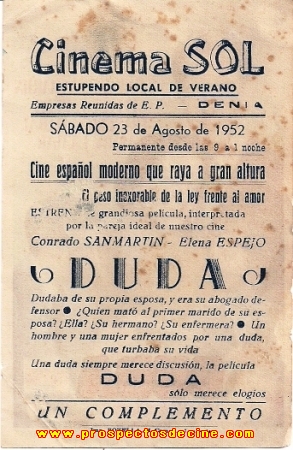 Cinema SOL
ESTUPENDO LOCAL DE VERANO
Empresas Reunidas de E. P. — DENIA
SÁBADO 23 de Agosto de 1952
Permanente desde las 9 a 1 noche
Cine español moderno que raya a gran altura
El paso inexorable de la ley frente al amor
ESTRENO de grandiosa película, interpretada
por la pareja ideal de nuestro cine
Conrado SANMARTIN - Elena ESPEJO
DUDA
Dudaba de su propia esposa, y era su abogado de-
fensor ● ¿Quien mató al primer marido de su es-
posa? ¿Ella? ¿Su hermano? ¿Su enfermera? ● Un
hombre y una mujer enfrentados por una duda,
que turbaba su vida
Una duda siempre merece discusión, la película
DUDA
sólo merece elogios
UN COMPLEMENTO
www.prospectosdecine.com